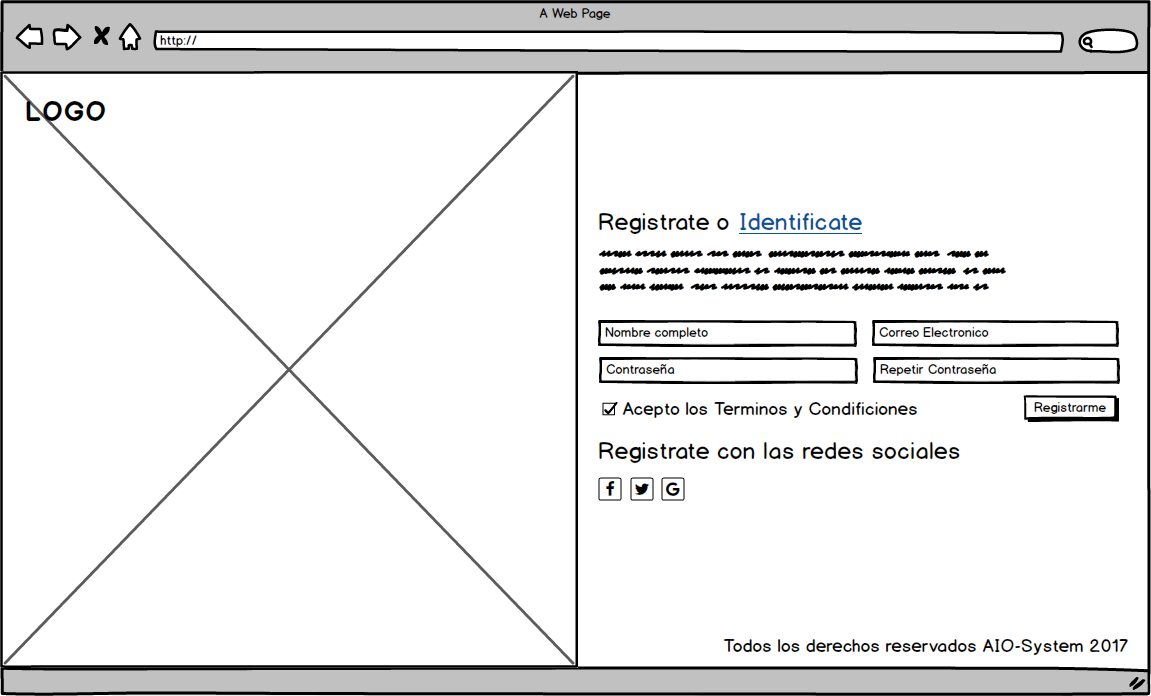 A Web Page
http://
LOGO
Registrate o Identificate
Nombre completo
Correo Electronico
Contraseña
Repetir Contraseña
Acepto los Terminos y Condificiones
Registrarme
Registrate con las redes sociales
Todos los derechos reservados AIO-System 2017